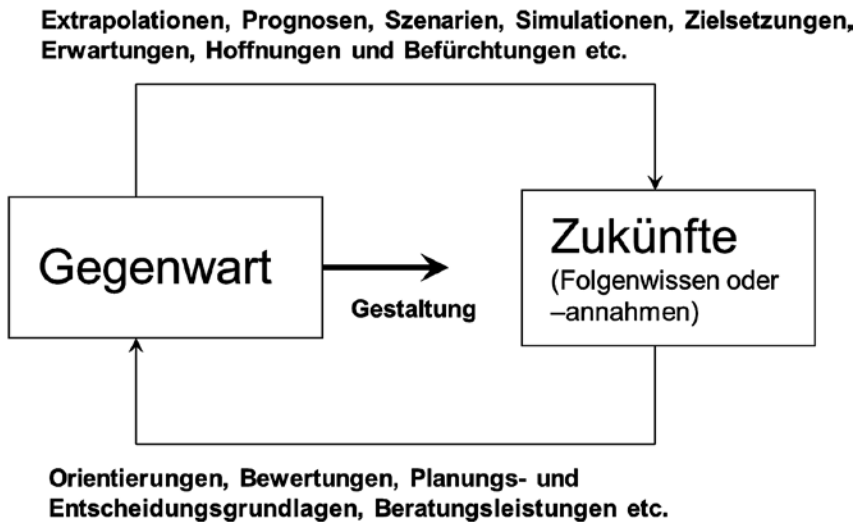 Extrapolationen, Prognosen, Szenarien, Simulationen, Zielsetzungen,
Erwartungen, Hoffnungen und Befürchtungen etc.
Gegenwart
Gestaltung
Zukünfte
(Folgenwissen oder
–annahmen)
Orientierungen, Bewertungen, Planungs- und
Entscheidungsgrundlagen, Beratungsleistungen etc.